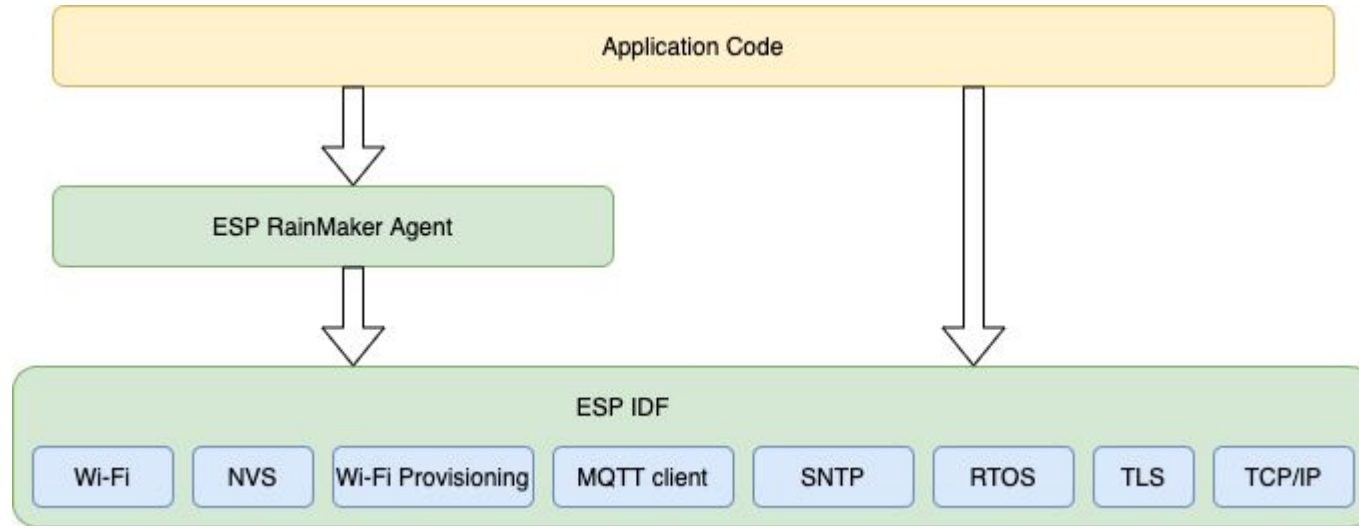 Application Code
ESP RainMaker Agent
ESP IDF
Wi-Fi
NVS
Wi-Fi Provisioning
MQTT client
SNTP
RTOS
TLS
TCP/IP